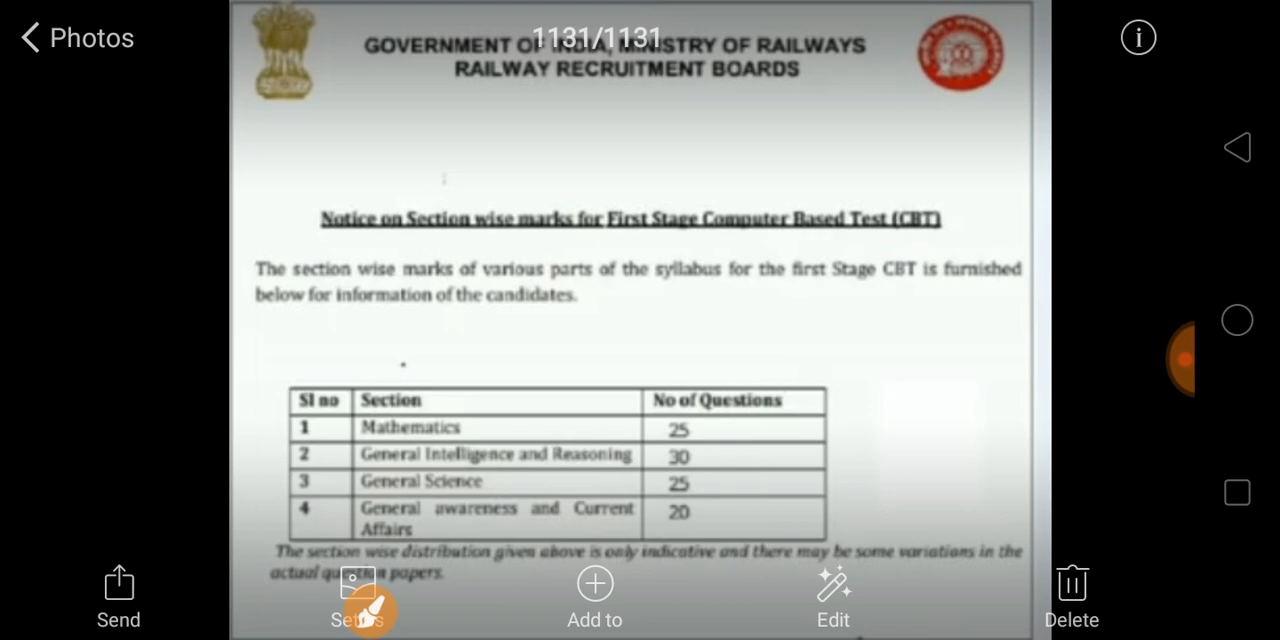 Photos
1131/1131
GOVERNMENT OF INDIA, MINISTRY OF RAILWAYS
RAILWAY RECRUITMENT BOARDS
Notice on Section wise marks for First Stage Computer Based Test (CBT)
The section wise marks of various parts of the syllabus for the first Stage CBT is furnished
below for information of the candidates.
Sl no Section No of Questions
1 Mathematics 25
2 General Intelligence and Reasoning 30
3 General Science 25
4 General awareness and Current 20
Affairs
The section wise distribution given above is only indicative and there may be some variations in the
actual question papers.
Send
Add to
Edit
Delete